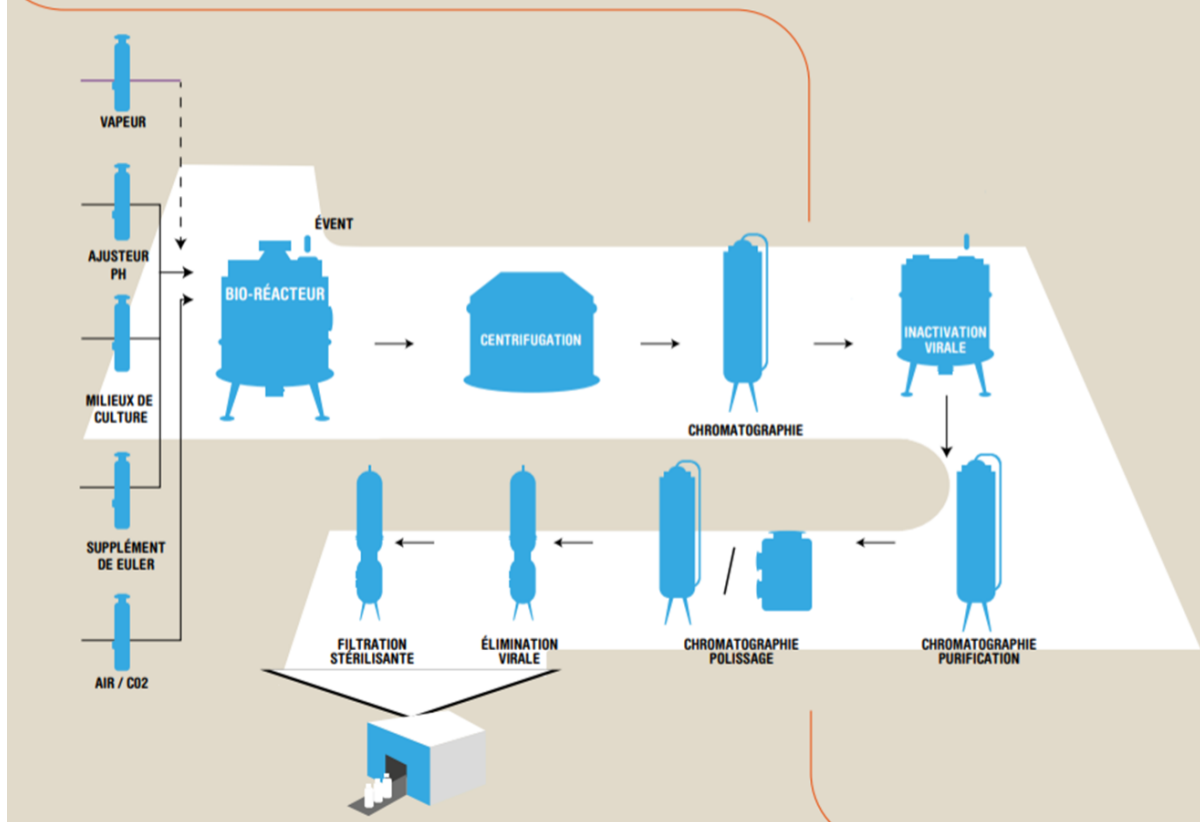 VAPEUR
AJUSTEUR
PH
MILIEUX DE
CULTURE
SUPPLÉMENT
DE EULER
AIR / CO2
ÉVENT
BIO-RÉACTEUR
CENTRIFUGATION
CHROMATOGRAPHIE
INACTIVATION
VIRALE
CHROMATOGRAPHIE
PURIFICATION
CHROMATOGRAPHIE
POLISSAGE
ÉLIMINATION
VIRALE
FILTRATION
STÉRILISANTE